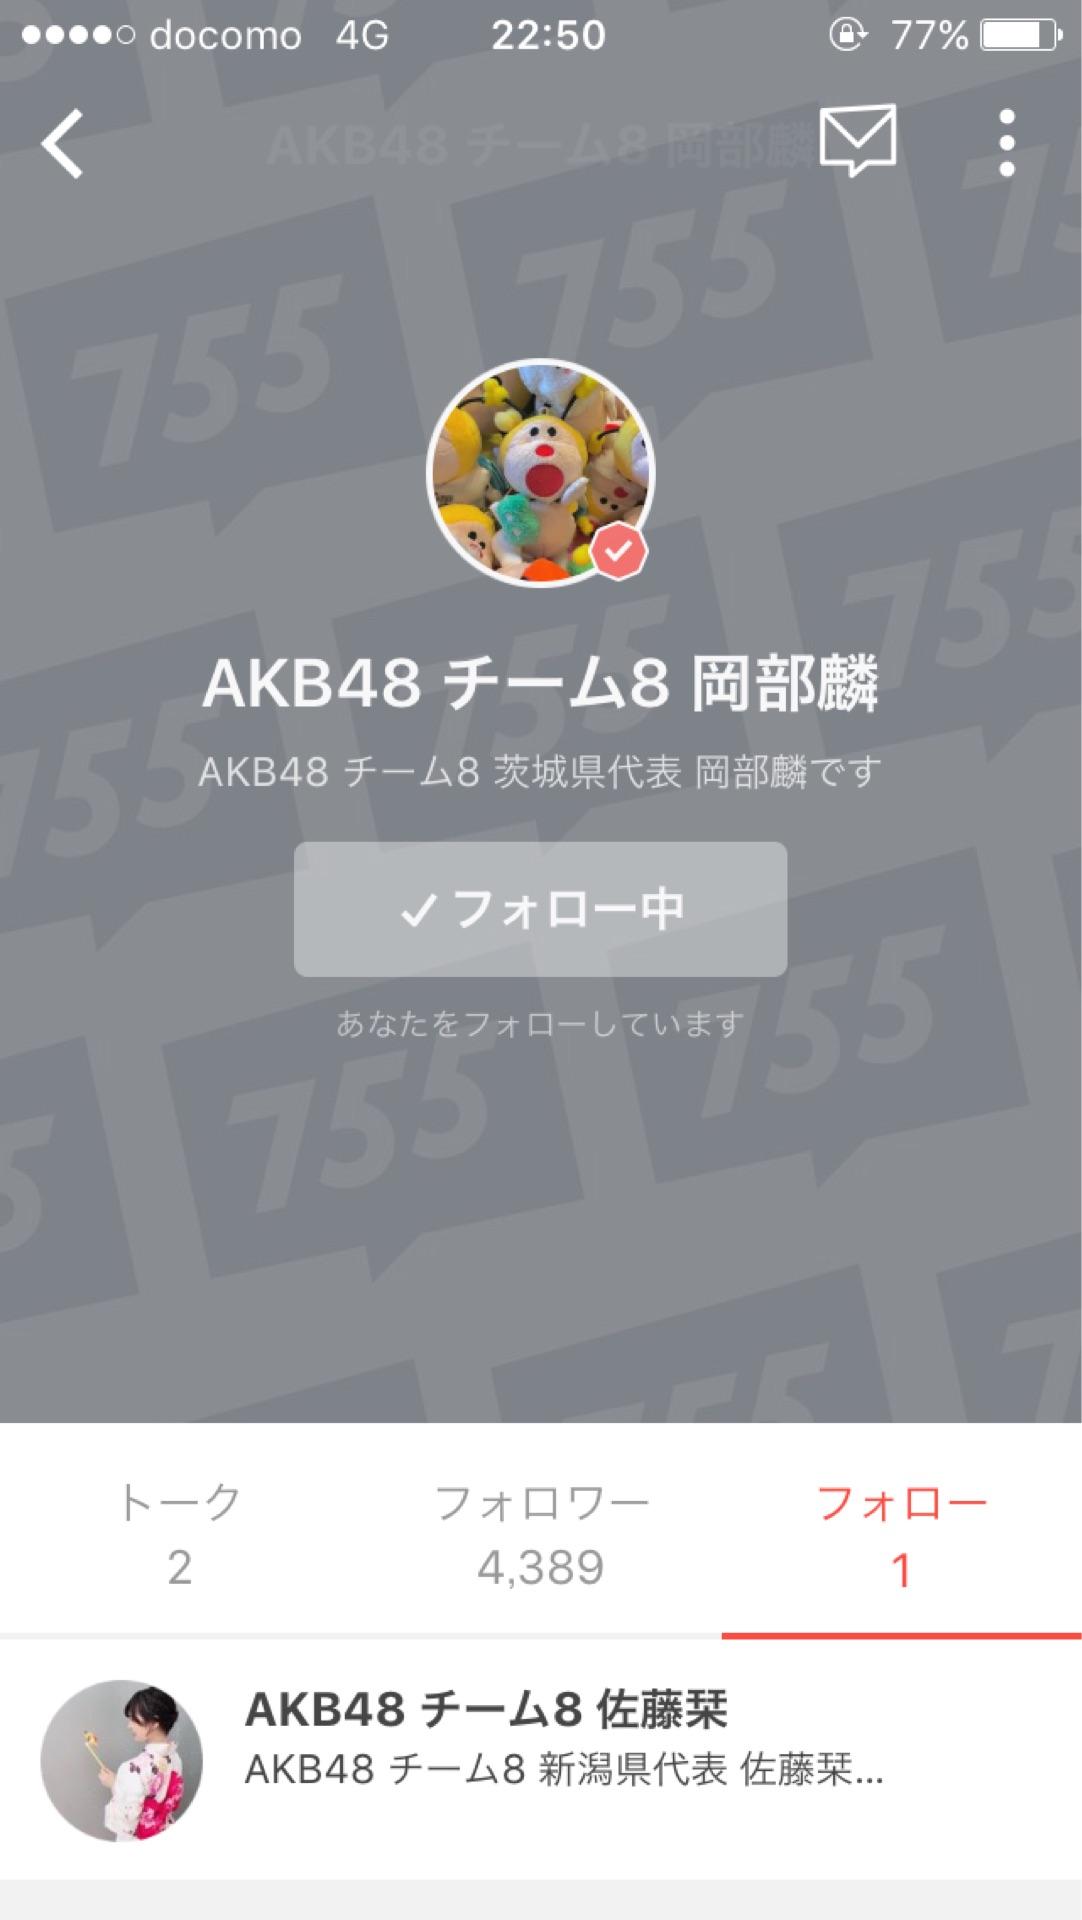 docomo 4G 22:50 77%
AKB48 チーム8 岡部麟
755
AKB48 チーム8 岡部麟
AKB48 チーム8 茨城県代表 岡部麟です
✓フォロー中
あなたをフォローしています
トーク フォロワー フォロー
2 4,389 1
AKB48 チーム8 佐藤栞
AKB48 チーム8 新潟県代表 佐藤栞...